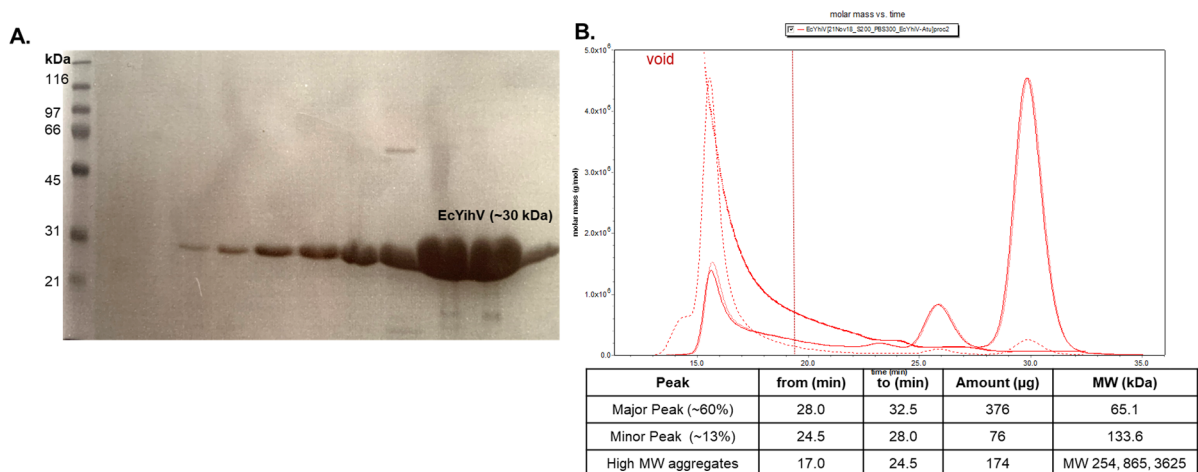 A.
kDa
116
97
66
45
31
21
EcYihV (~30 kDa)
B.
molar mass vs. time
EcYihV[21Nov18_S200_PBS300_EcYihV-Atu]proc2
void
molar mass (g/mol)
5.0x10⁶
4.0x10⁶
3.0x10⁶
2.0x10⁶
1.0x10⁶
0.0
15.0 20.0 25.0 30.0 35.0
time (min)
Peak from (min) to (min) Amount (µg) MW (kDa)
Major Peak (~60%) 28.0 32.5 376 65.1
Minor Peak (~13%) 24.5 28.0 76 133.6
High MW aggregates 17.0 24.5 174 MW 254, 865, 3625